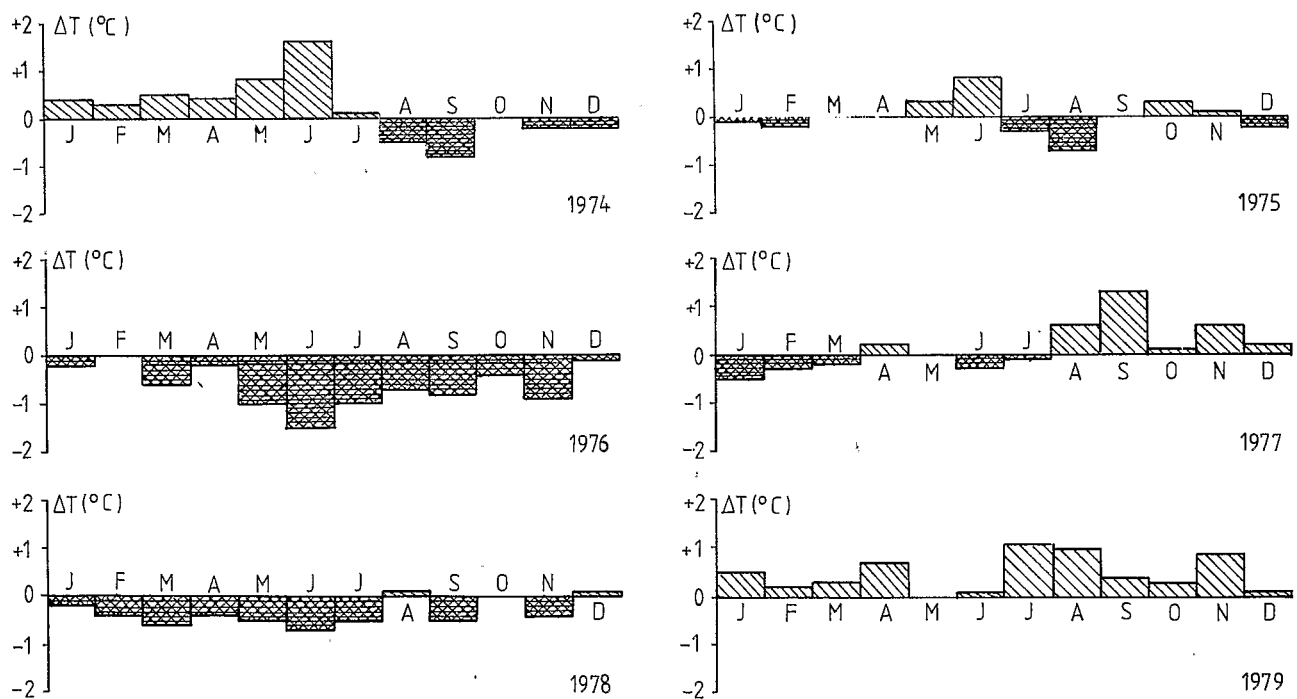 +2 ΔT (°C)
+1
A S O N D
0
J F M A M J J
-1
-2 1974
+2 ΔT (°C)
+1
J F M A J A S D
0
M J O N
-1
-2 1975
+2 ΔT (°C)
+1
J F M A M J J A S O N D
0
-1
-2 1976
+2 ΔT (°C)
+1
J F M J J
0
A M A S O N D
-1
-2 1977
+2 ΔT (°C)
+1
J F M A M J J S O N
0
A D
-1
-2 1978
+2 ΔT (°C)
+1
0
J F M A M J J A S O N D
-1
-2 1979